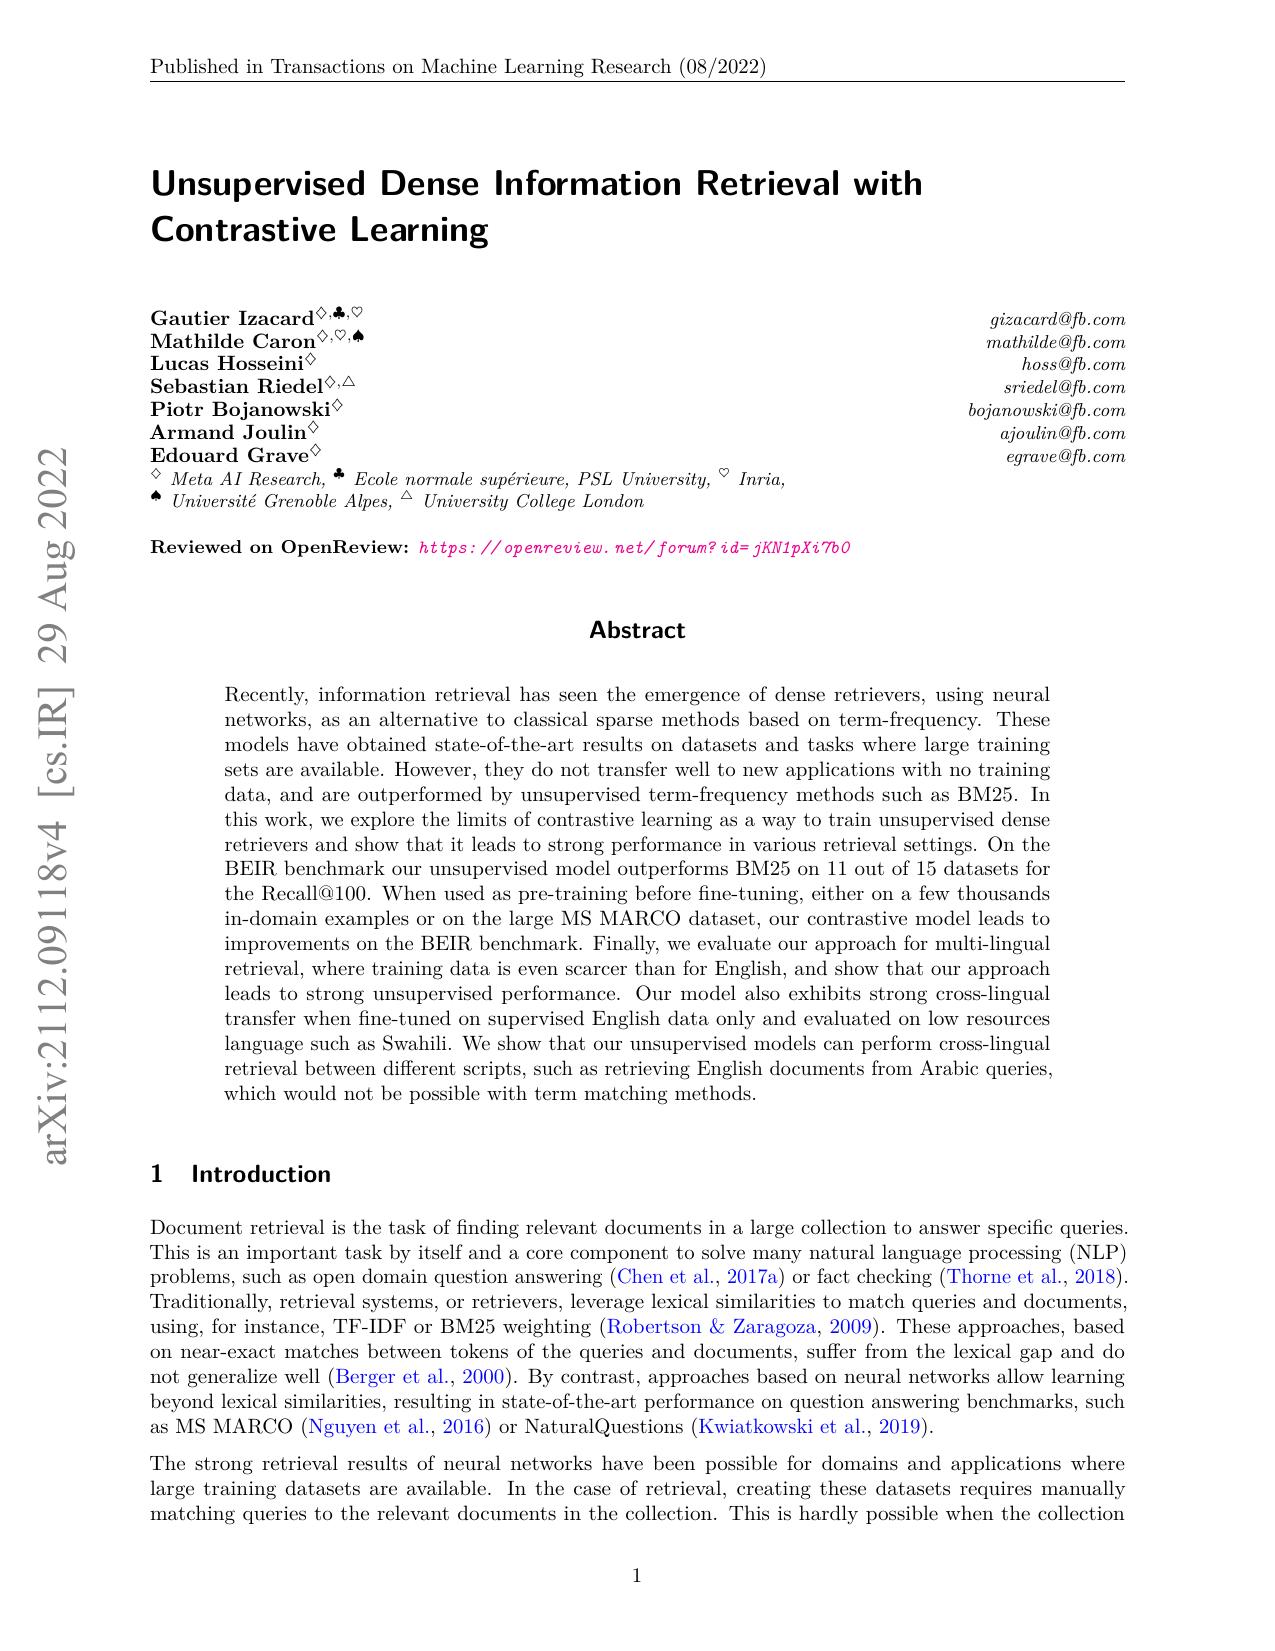 Published in Transactions on Machine Learning Research (08/2022)
Unsupervised Dense Information Retrieval with
Contrastive Learning
Gautier Izacard♢,♣,♡ gizacard@fb.com
Mathilde Caron♢,♡,♠ mathilde@fb.com
Lucas Hosseini♢ hoss@fb.com
Sebastian Riedel♢,△ sriedel@fb.com
Piotr Bojanowski♢ bojanowski@fb.com
Armand Joulin♢ ajoulin@fb.com
Edouard Grave♢ egrave@fb.com
♢ Meta AI Research, ♣ Ecole normale supérieure, PSL University, ♡ Inria,
♠ Université Grenoble Alpes, △ University College London
Reviewed on OpenReview: https://openreview.net/forum?id=jKN1pXi7b0
arXiv:2112.09118v4 [cs.IR] 29 Aug 2022
Abstract
Recently, information retrieval has seen the emergence of dense retrievers, using neural
networks, as an alternative to classical sparse methods based on term-frequency. These
models have obtained state-of-the-art results on datasets and tasks where large training
sets are available. However, they do not transfer well to new applications with no training
data, and are outperformed by unsupervised term-frequency methods such as BM25. In
this work, we explore the limits of contrastive learning as a way to train unsupervised dense
retrievers and show that it leads to strong performance in various retrieval settings. On the
BEIR benchmark our unsupervised model outperforms BM25 on 11 out of 15 datasets for
the Recall@100. When used as pre-training before fine-tuning, either on a few thousands
in-domain examples or on the large MS MARCO dataset, our contrastive model leads to
improvements on the BEIR benchmark. Finally, we evaluate our approach for multi-lingual
retrieval, where training data is even scarcer than for English, and show that our approach
leads to strong unsupervised performance. Our model also exhibits strong cross-lingual
transfer when fine-tuned on supervised English data only and evaluated on low resources
language such as Swahili. We show that our unsupervised models can perform cross-lingual
retrieval between different scripts, such as retrieving English documents from Arabic queries,
which would not be possible with term matching methods.
1 Introduction
Document retrieval is the task of finding relevant documents in a large collection to answer specific queries.
This is an important task by itself and a core component to solve many natural language processing (NLP)
problems, such as open domain question answering (Chen et al., 2017a) or fact checking (Thorne et al., 2018).
Traditionally, retrieval systems, or retrievers, leverage lexical similarities to match queries and documents,
using, for instance, TF-IDF or BM25 weighting (Robertson & Zaragoza, 2009). These approaches, based
on near-exact matches between tokens of the queries and documents, suffer from the lexical gap and do
not generalize well (Berger et al., 2000). By contrast, approaches based on neural networks allow learning
beyond lexical similarities, resulting in state-of-the-art performance on question answering benchmarks, such
as MS MARCO (Nguyen et al., 2016) or NaturalQuestions (Kwiatkowski et al., 2019).
The strong retrieval results of neural networks have been possible for domains and applications where
large training datasets are available. In the case of retrieval, creating these datasets requires manually
matching queries to the relevant documents in the collection. This is hardly possible when the collection
1